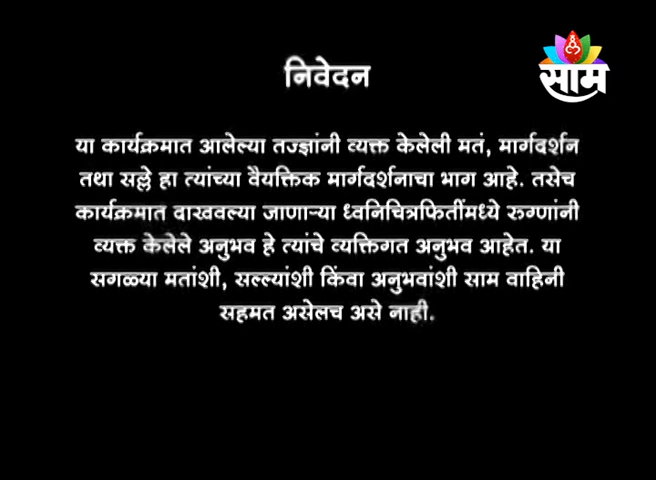 निवेदन
साम
या कार्यक्रमात आलेल्या तज्ज्ञांनी व्यक्त केलेली मतं, मार्गदर्शन
तथा सल्ले हा त्यांच्या वैयक्तिक मार्गदर्शनाचा भाग आहे. तसेच
कार्यक्रमात दाखवल्या जाणाऱ्या ध्वनिचित्रफितींमध्ये रुग्णांनी
व्यक्त केलेले अनुभव हे त्यांचे व्यक्तिगत अनुभव आहेत. या
सगळ्या मतांशी, सल्ल्यांशी किंवा अनुभवांशी साम वाहिनी
सहमत असेलच असे नाही.